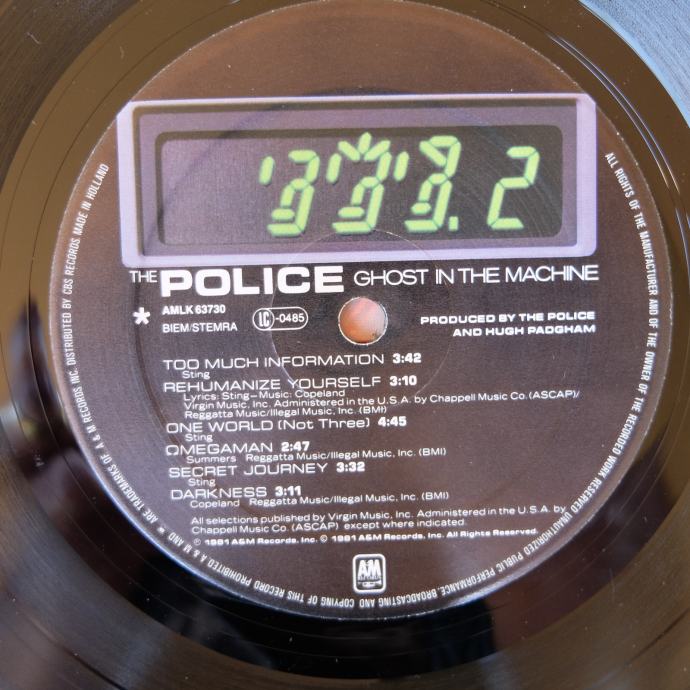 2
THE POLICE GHOST IN THE MACHINE
* AMLK 63730
BIEM/STEMRA
LC-0485
PRODUCED BY THE POLICE
AND HUGH PADGHAM
TOO MUCH INFORMATION 3:42
Sting
REHUMANIZE YOURSELF 3:10
Lyrics: Sting—Music: Copeland
Virgin Music, Inc. Administered in the U.S.A. by Chappell Music Co. (ASCAP)/
Reggatta Music/Illegal Music, Inc. (BMI)
ONE WORLD (Not Three) 4:45
Sting
OMEGAMAN 2:47
Summers Reggatta Music/Illegal Music, Inc. (BMI)
SECRET JOURNEY 3:32
Sting
DARKNESS 3:11
Copeland Reggatta Music/Illegal Music, Inc. (BMI)
All selections published by Virgin Music, Inc. Administered in the U.S.A. by
Chappell Music Co. (ASCAP) except where indicated.
℗ 1981 A&M Records, Inc. © 1981 A&M Records, Inc. All Rights Reserved.
A&M
RECORDS
ALL RIGHTS OF THE MANUFACTURER AND OF THE OWNER OF THE RECORDED WORK RESERVED UNAUTHORIZED PUBLIC PERFORMANCE, BROADCASTING AND COPYING OF THIS RECORD PROHIBITED A & M AND * ARE TRADEMARKS OF A & M RECORDS INC. DISTRIBUTED BY CBS RECORDS MADE IN HOLLAND